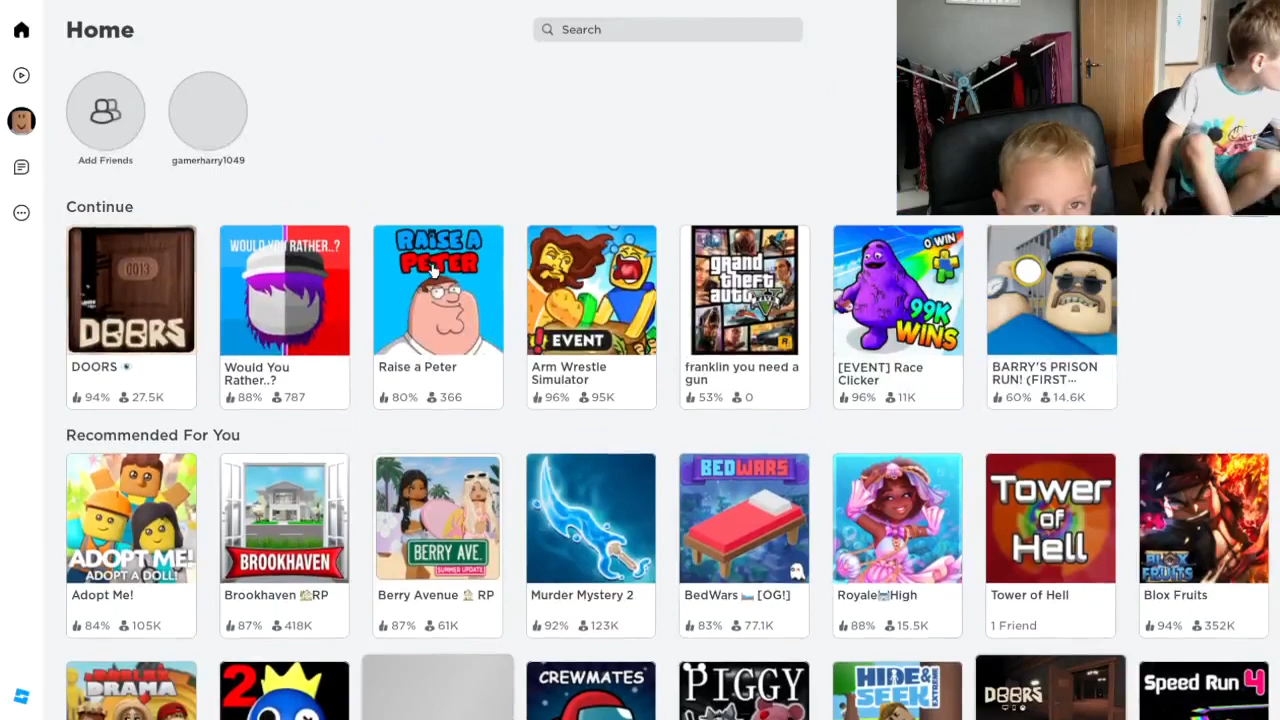 Home
Search
Add Friends
gamerharry1049
Continue
0013
DOORS
WOULD YOU RATHER..?
RAISE A
PETER
EVENT
grand
theft
auto
V
R
0 WIN
99K
WINS
DOORS
94% 27.5K
Would You
Rather..?
88% 787
Raise a Peter
80% 366
Arm Wrestle
Simulator
96% 95K
franklin you need a
gun
53% 0
[EVENT] Race
Clicker
96% 11K
BARRY'S PRISON
RUN! (FIRST...
60% 14.6K
Recommended For You
ADOPT ME!
ADOPT A DOLL!
BROOKHAVEN
BERRY AVE.
SUMMER UPDATE!
BEDWARS
Tower
of
Hell
BLOX
FRUITS
Adopt Me!
84% 105K
Brookhaven RP
87% 418K
Berry Avenue RP
87% 61K
Murder Mystery 2
92% 123K
BedWars [OG!]
83% 77.1K
Royale High
88% 15.5K
Tower of Hell
1 Friend
Blox Fruits
94% 352K
ROBLOX
DRAMA
2
CREWMATES
PIGGY
HIDE &
SEEK
EXTREME
DOORS
Speed Run 4